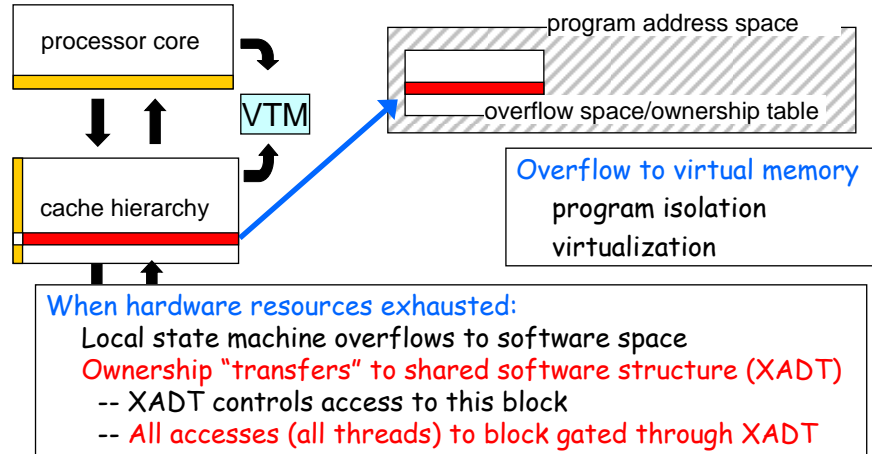 processor core
program address space
VTM
overflow space/ownership table
cache hierarchy
Overflow to virtual memory
program isolation
virtualization
When hardware resources exhausted:
Local state machine overflows to software space
Ownership “transfers” to shared software structure (XADT)
-- XADT controls access to this block
-- All accesses (all threads) to block gated through XADT